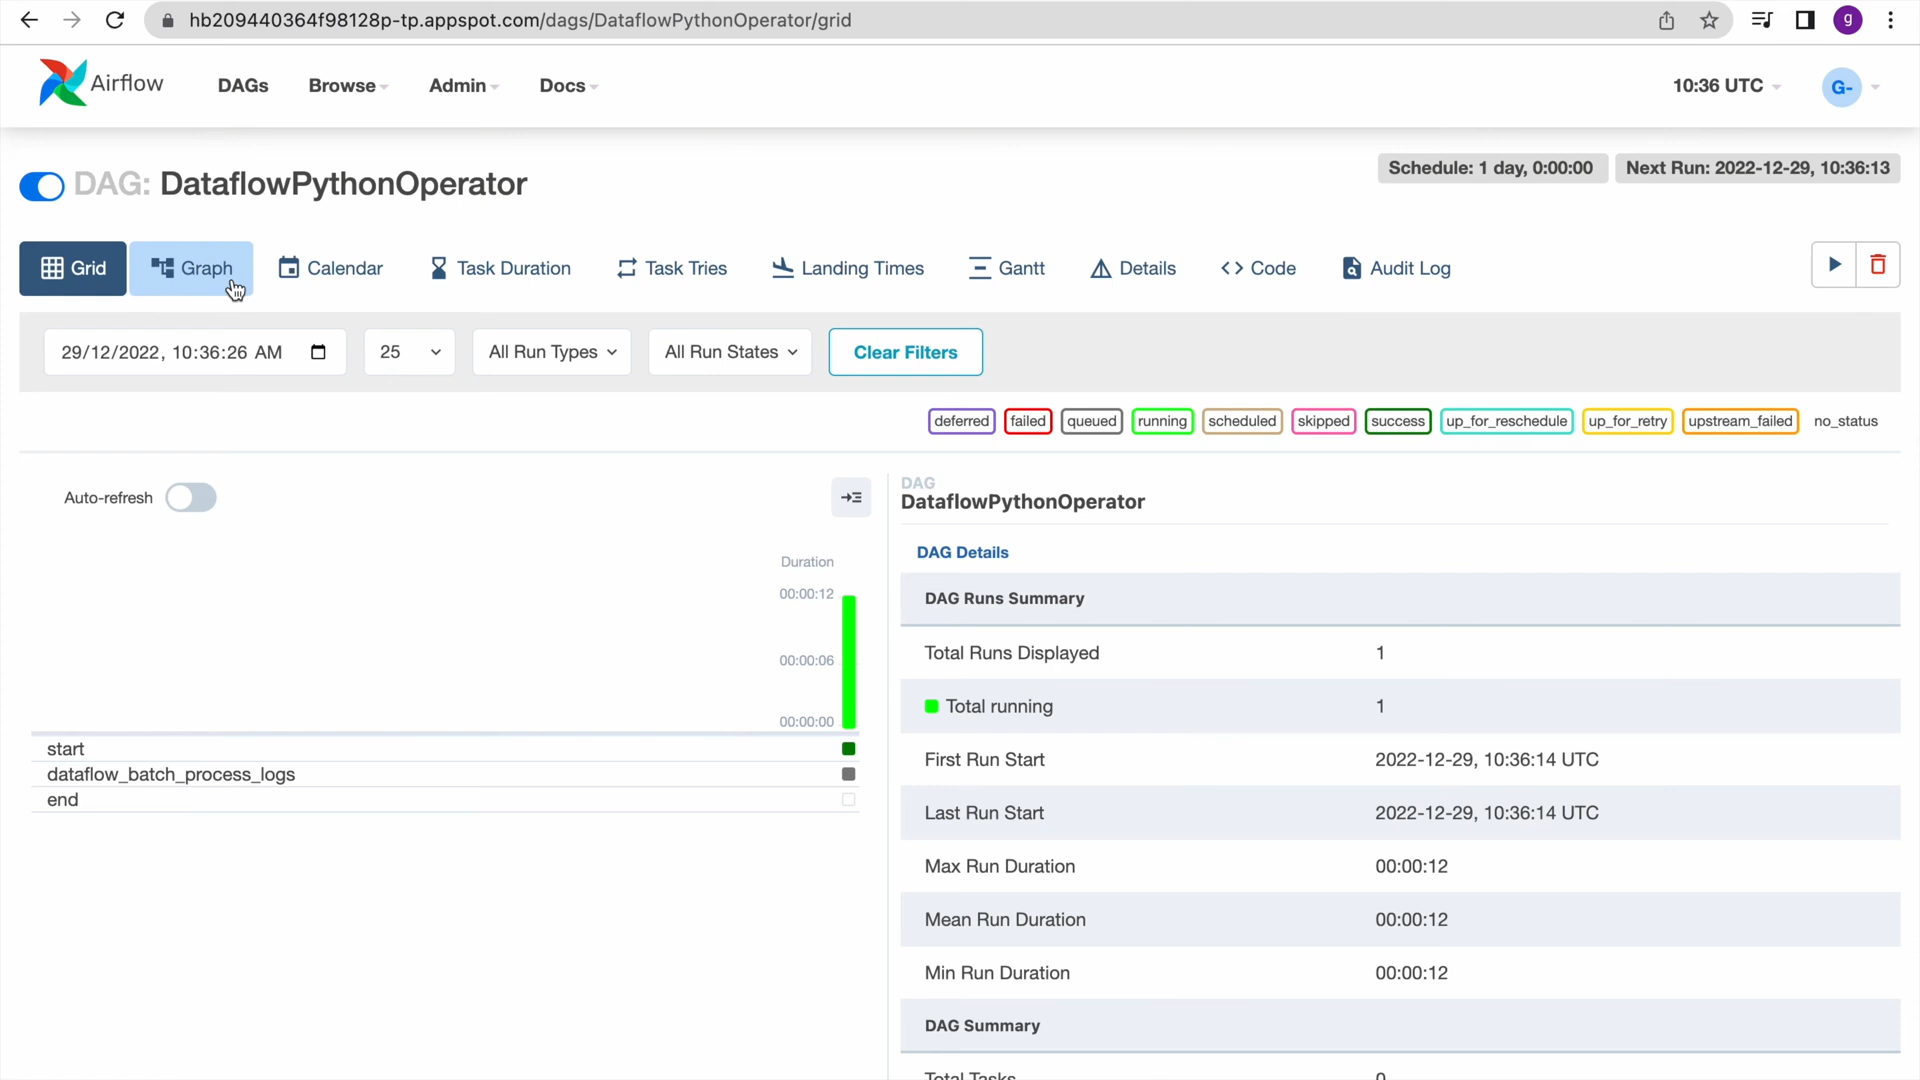 hb209440364f98128p-tp.appspot.com/dags/DataflowPythonOperator/grid
g
Airflow
DAGs
Browse
Admin
Docs
10:36 UTC
G-
DAG: DataflowPythonOperator
Schedule: 1 day, 0:00:00
Next Run: 2022-12-29, 10:36:13
Grid
Graph
Calendar
Task Duration
Task Tries
Landing Times
Gantt
Details
Code
Audit Log
29/12/2022, 10:36:26 AM
25
All Run Types
All Run States
Clear Filters
deferred
failed
queued
running
scheduled
skipped
success
up_for_reschedule
up_for_retry
upstream_failed
no_status
Auto-refresh
Duration
00:00:12
00:00:06
00:00:00
start
dataflow_batch_process_logs
end
DAG
DataflowPythonOperator
DAG Details
DAG Runs Summary
Total Runs Displayed 1
Total running 1
First Run Start 2022-12-29, 10:36:14 UTC
Last Run Start 2022-12-29, 10:36:14 UTC
Max Run Duration 00:00:12
Mean Run Duration 00:00:12
Min Run Duration 00:00:12
DAG Summary
Total Tasks